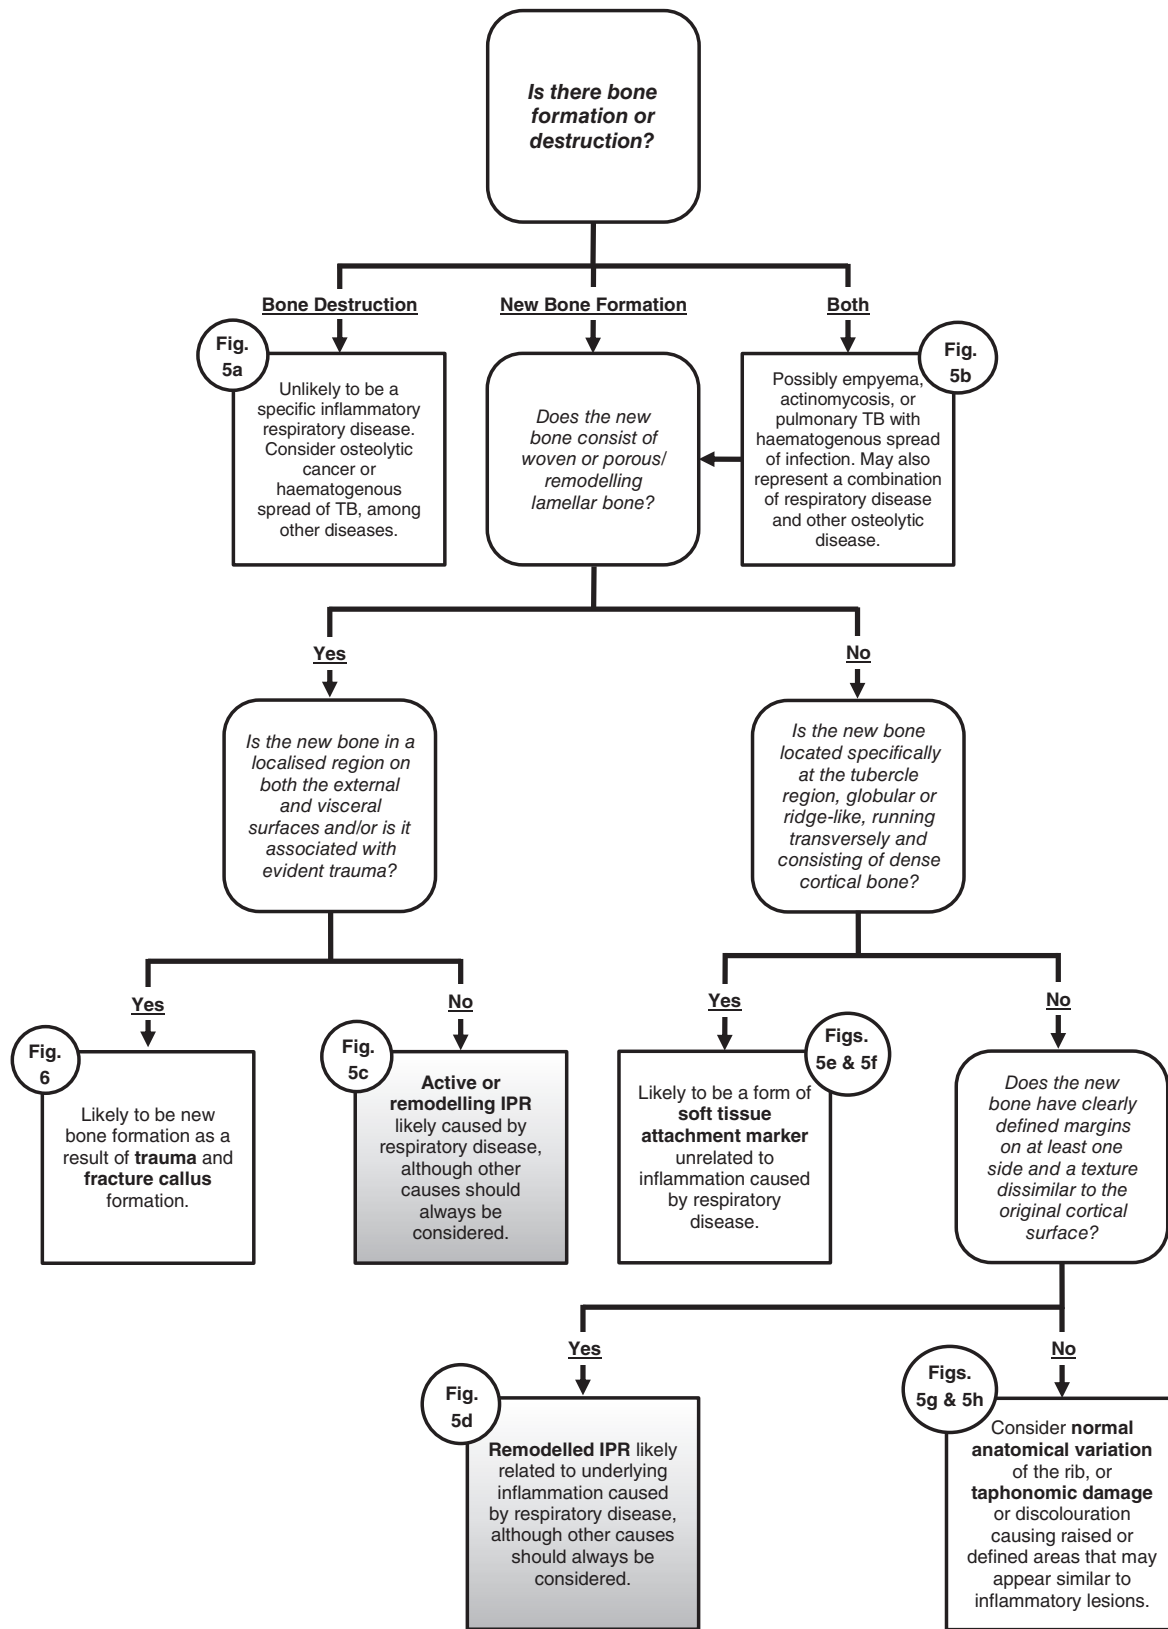 Is there bone
formation or
destruction?
Bone Destruction
New Bone Formation
Both
Fig.
5a
Unlikely to be a
specific inflammatory
respiratory disease.
Consider osteolytic
cancer or
haematogenous
spread of TB, among
other diseases.
Does the new
bone consist of
woven or porous/
remodelling
lamellar bone?
Fig.
5b
Possibly empyema,
actinomycosis, or
pulmonary TB with
haematogenous spread
of infection. May also
represent a combination
of respiratory disease
and other osteolytic
disease.
Yes
No
Is the new bone in a
localised region on
both the external
and visceral
surfaces and/or is it
associated with
evident trauma?
Is the new bone
located specifically
at the tubercle
region, globular or
ridge-like, running
transversely and
consisting of dense
cortical bone?
Yes
No
Yes
No
Fig.
6
Likely to be new
bone formation as a
result of trauma and
fracture callus
formation.
Fig.
5c
Active or
remodelling IPR
likely caused by
respiratory disease,
although other
causes should
always be
considered.
Figs.
5e & 5f
Likely to be a form of
soft tissue
attachment marker
unrelated to
inflammation caused
by respiratory
disease.
Does the new
bone have clearly
defined margins
on at least one
side and a texture
dissimilar to the
original cortical
surface?
Yes
No
Fig.
5d
Remodelled IPR likely
related to underlying
inflammation caused
by respiratory disease,
although other causes
should always be
considered.
Figs.
5g & 5h
Consider normal
anatomical variation
of the rib, or
taphonomic damage
or discolouration
causing raised or
defined areas that may
appear similar to
inflammatory lesions.